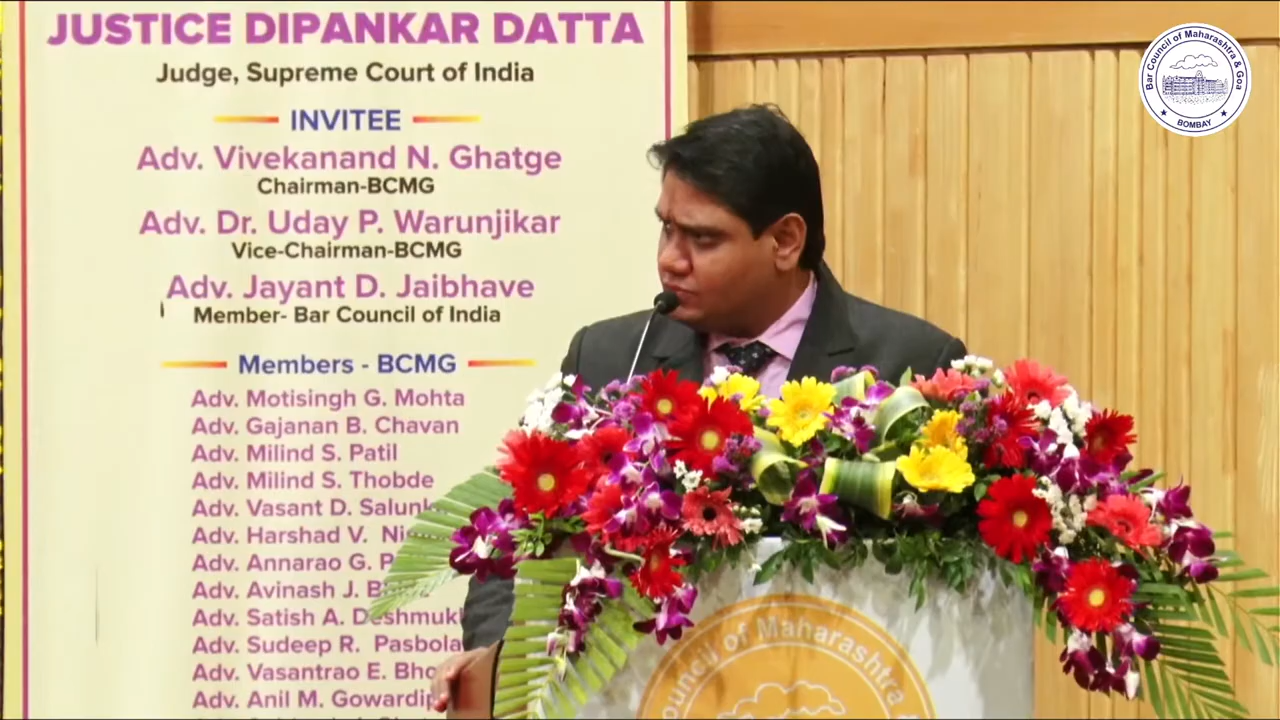 JUSTICE DIPANKAR DATTA
Judge, Supreme Court of India
INVITEE
Adv. Vivekanand N. Ghatge
Chairman-BCMG
Adv. Dr. Uday P. Warunjikar
Vice-Chairman-BCMG
Adv. Jayant D. Jaibhave
Member- Bar Council of India
Members - BCMG
Adv. Motisingh G. Mohta
Adv. Gajanan B. Chavan
Adv. Milind S. Patil
Adv. Milind S. Thobde
Adv. Vasant D.
Adv. Harshad V.
Adv. Annarao G.
Adv. Avinash J.
Adv. Satish A.
Adv. Sudeep R.
Adv. Vasantrao E.
Adv. Anil M.
Bar Council of Maharashtra & Goa
BOMBAY
Council of Maharashtra &